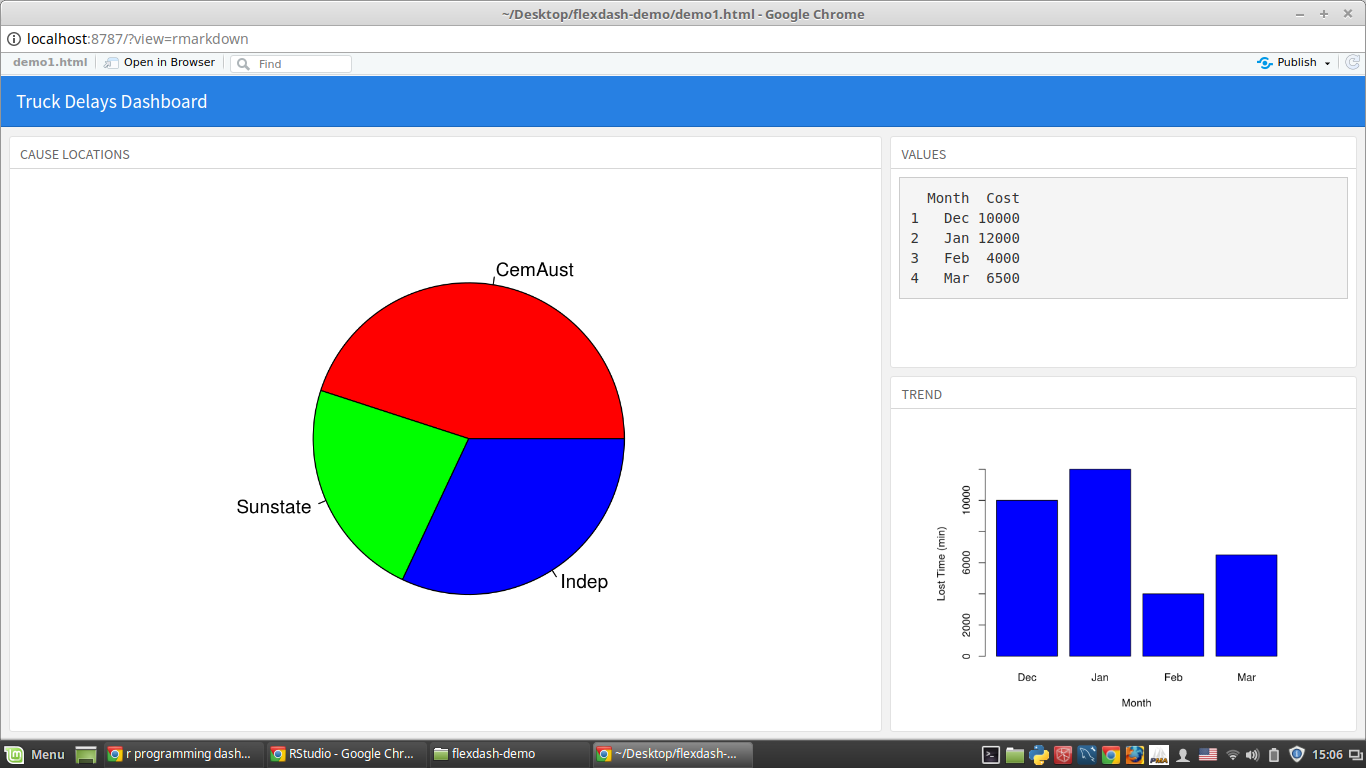 ~/Desktop/flexdash-demo/demo1.html - Google Chrome
localhost:8787/?view=rmarkdown
demo1.html Open in Browser Find Publish
Truck Delays Dashboard
CAUSE LOCATIONS
CemAust
Sunstate
Indep
VALUES
Month Cost
1 Dec 10000
2 Jan 12000
3 Feb 4000
4 Mar 6500
TREND
Lost Time (min)
10000
6000
2000
0
Dec Jan Feb Mar
Month
Menu r programming dash... RStudio - Google Chr... flexdash-demo ~/Desktop/flexdash-... PMA 15:06